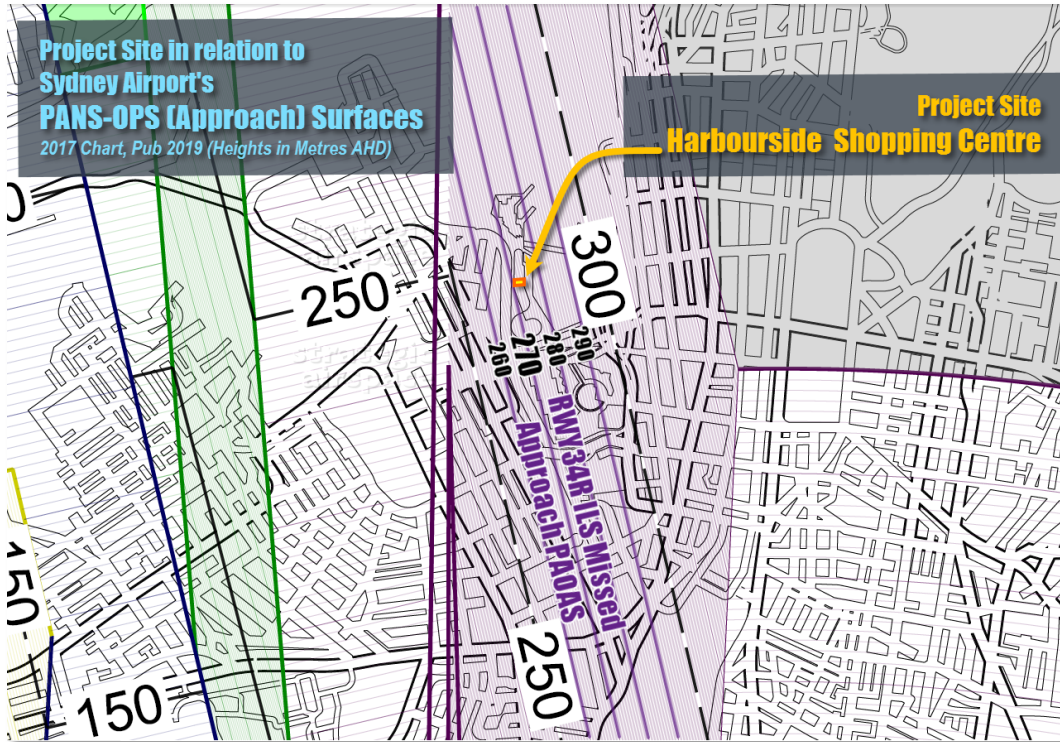 Project Site in relation to
Sydney Airport's
PANS-OPS (Approach) Surfaces
2017 Chart, Pub 2019 (Heights in Metres AHD)
Project Site
Harbourside Shopping Centre
0
250
300
260
270
280
290
RWY34R ILS Missed
Approach PAOAS
150
250
150